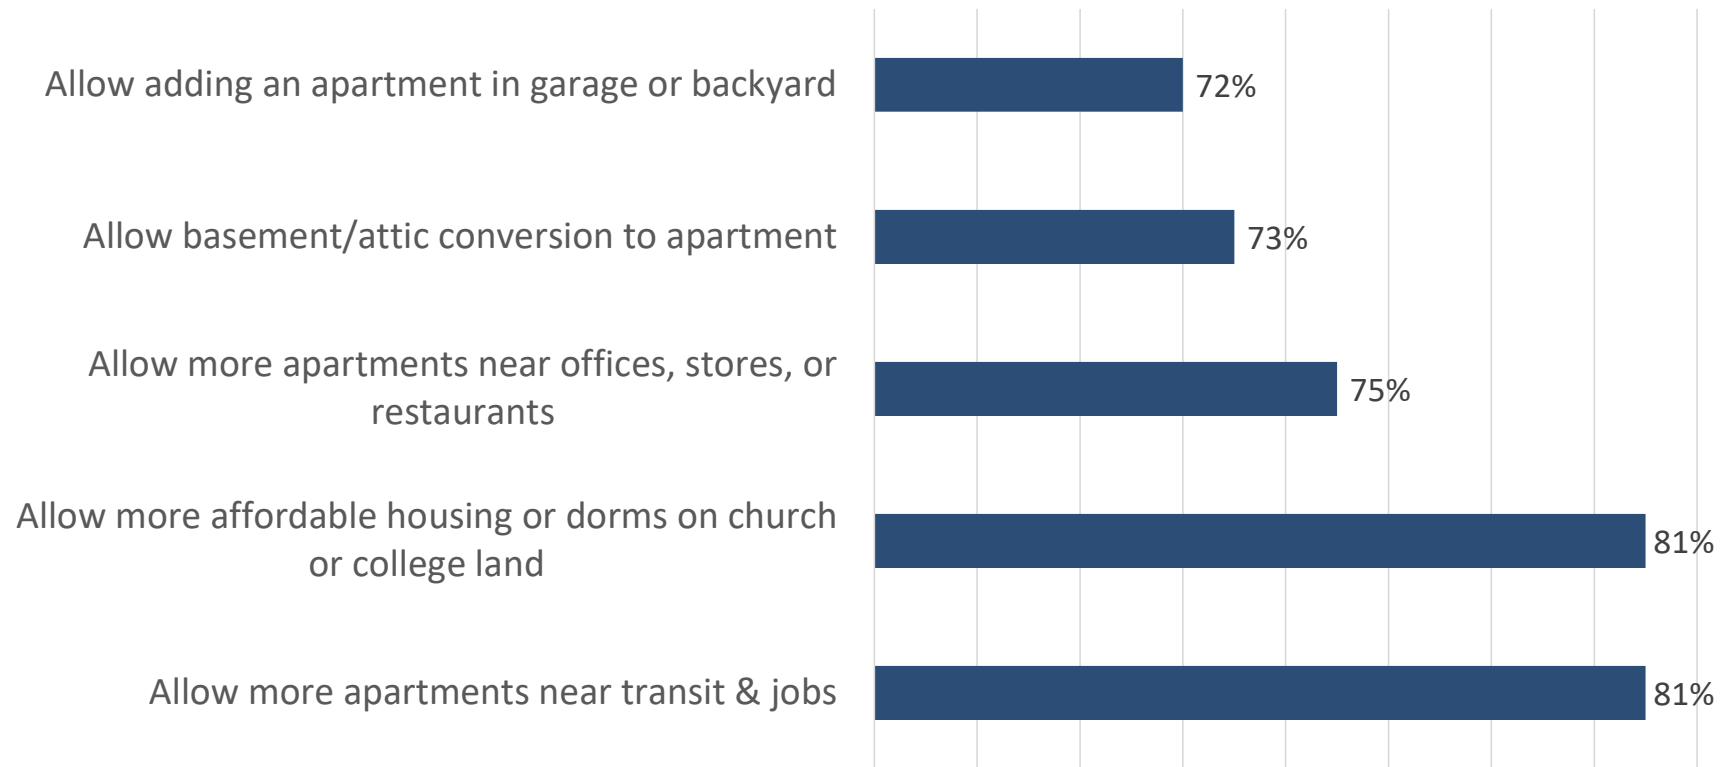 Allow adding an apartment in garage or backyard
72%
Allow basement/attic conversion to apartment
73%
Allow more apartments near offices, stores, or
restaurants
75%
Allow more affordable housing or dorms on church
or college land
81%
Allow more apartments near transit & jobs
81%